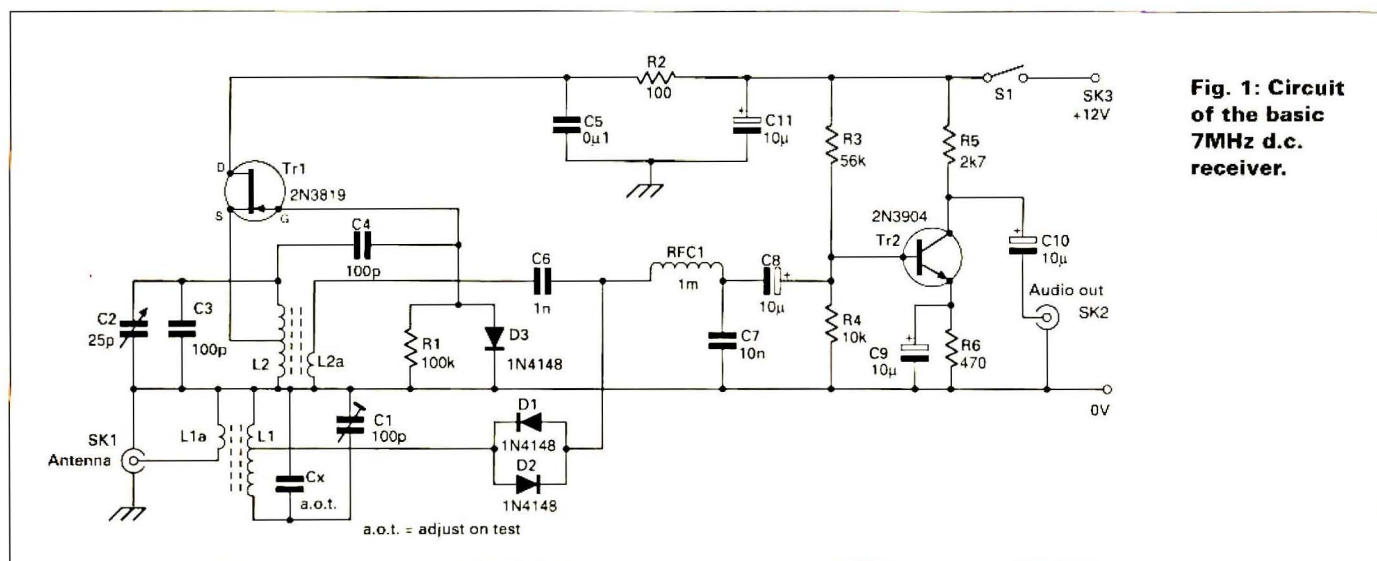 R2
100
S1
SK3
+12V
C5
0µ1
+
C11
10µ
R3
56k
R5
2k7
D
Tr1
2N3819
S
G
C4
100p
C6
1n
RFC1
1m
C8
+
10µ
2N3904
Tr2
+
C10
10µ
Audio out
SK2
C2
25p
C3
100p
L2
L2a
R1
100k
D3
1N4148
C7
10n
R4
10k
+
C9
10µ
R6
470
0V
SK1
Antenna
L1a
L1
Cx
a.o.t.
C1
100p
D1
1N4148
D2
1N4148
a.o.t. = adjust on test
Fig. 1: Circuit
of the basic
7MHz d.c.
receiver.